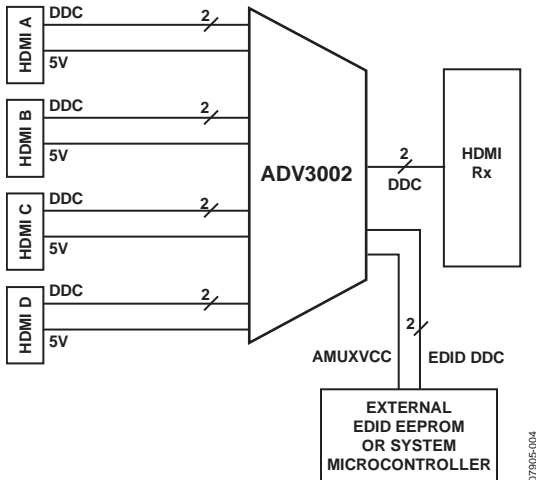 HDMI A
DDC
2
5V
HDMI B
DDC
2
5V
HDMI C
DDC
2
5V
HDMI D
DDC
2
5V
ADV3002
2
DDC
HDMI
Rx
2
AMUXVCC
EDID DDC
EXTERNAL
EDID EEPROM
OR SYSTEM
MICROCONTROLLER
07905-004